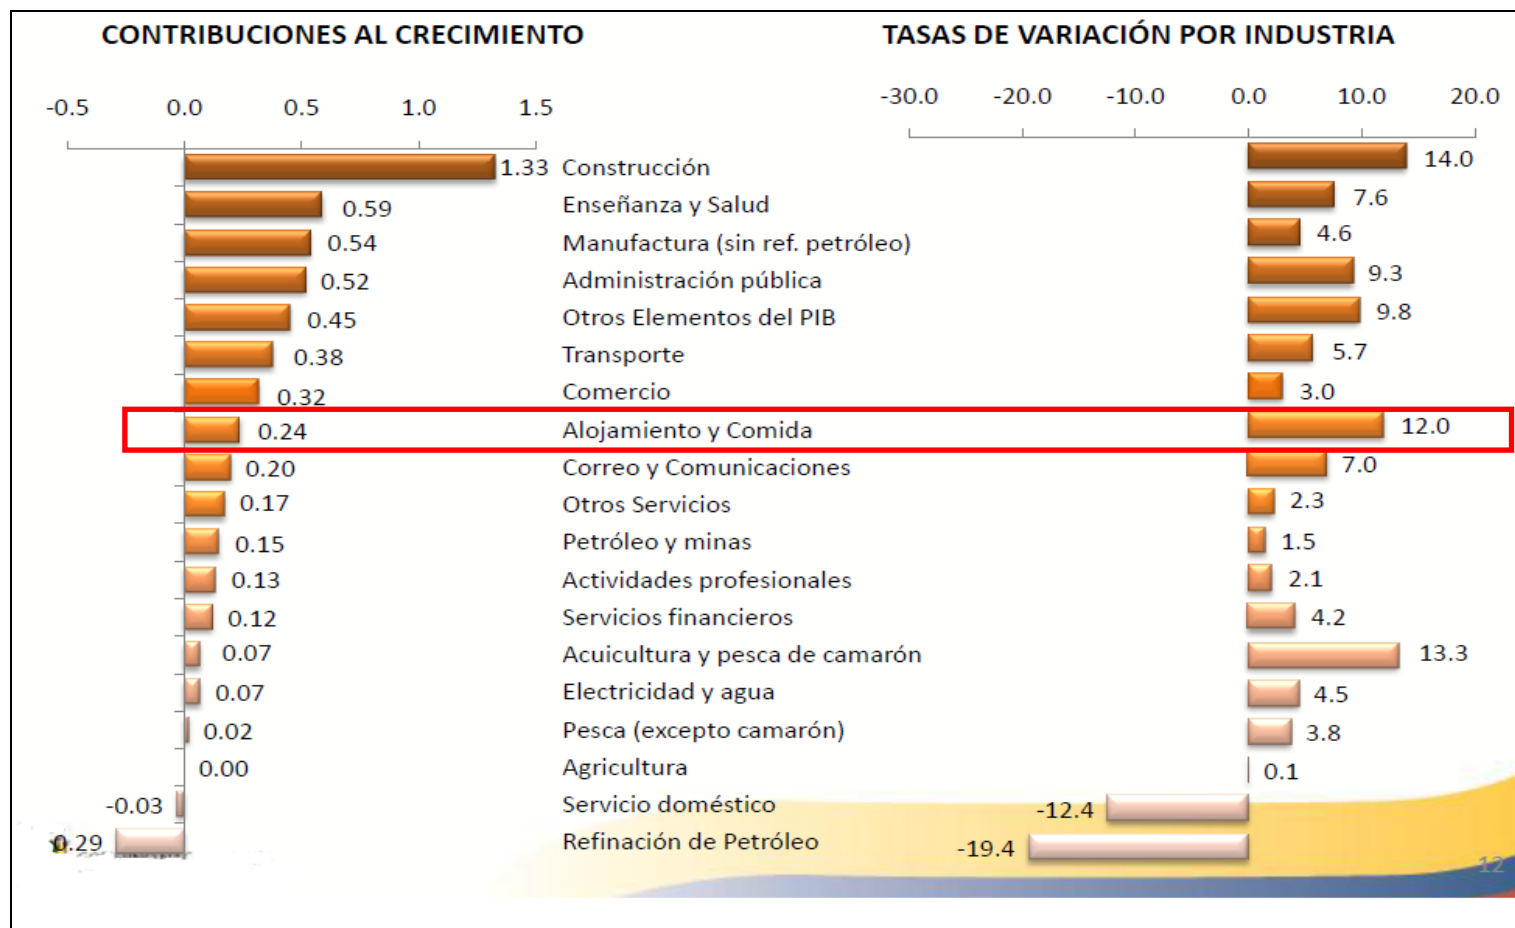 CONTRIBUCIONES AL CRECIMIENTO TASAS DE VARIACIÓN POR INDUSTRIA
-0.5 0.0 0.5 1.0 1.5 -30.0 -20.0 -10.0 0.0 10.0 20.0
1.33 Construcción 14.0
0.59 Enseñanza y Salud 7.6
0.54 Manufactura (sin ref. petróleo) 4.6
0.52 Administración pública 9.3
0.45 Otros Elementos del PIB 9.8
0.38 Transporte 5.7
0.32 Comercio 3.0
0.24 Alojamiento y Comida 12.0
0.20 Correo y Comunicaciones 7.0
0.17 Otros Servicios 2.3
0.15 Petróleo y minas 1.5
0.13 Actividades profesionales 2.1
0.12 Servicios financieros 4.2
0.07 Acuicultura y pesca de camarón 13.3
0.07 Electricidad y agua 4.5
0.02 Pesca (excepto camarón) 3.8
0.00 Agricultura 0.1
-0.03 Servicio doméstico -12.4
0.29 Refinación de Petróleo -19.4
12